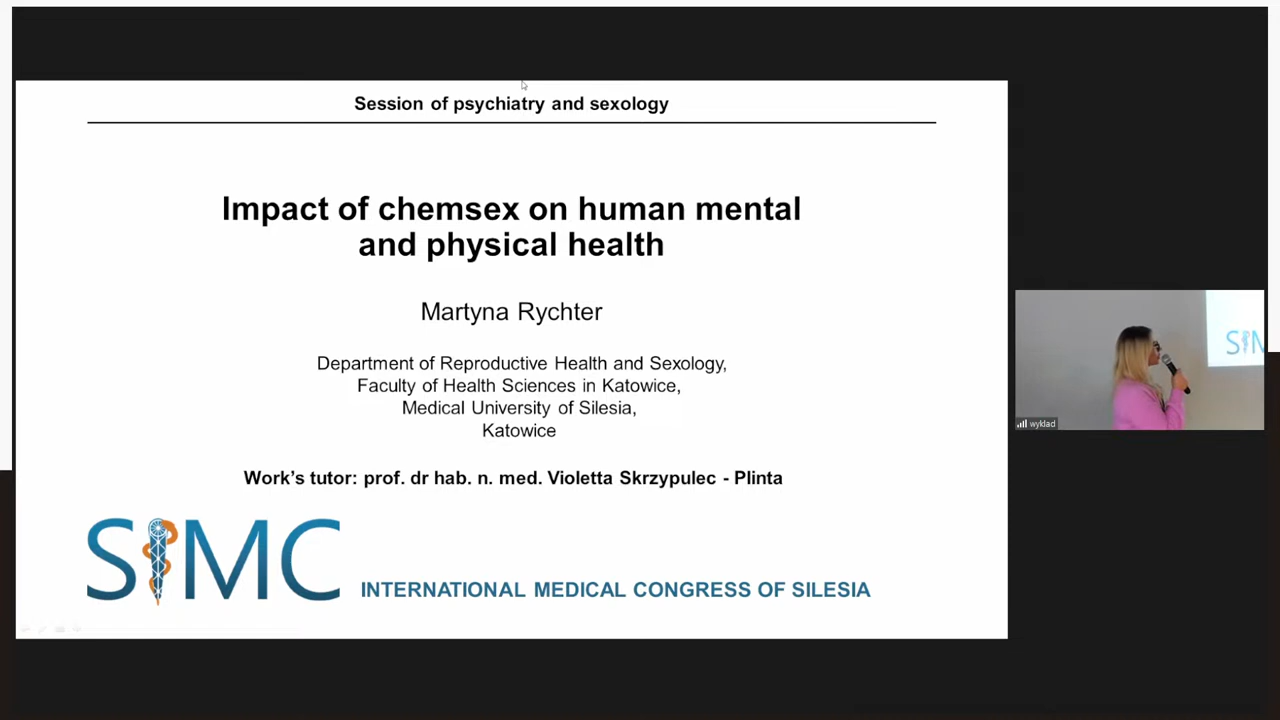 Session of psychiatry and sexology
Impact of chemsex on human mental
and physical health
Martyna Rychter
Department of Reproductive Health and Sexology,
Faculty of Health Sciences in Katowice,
Medical University of Silesia,
Katowice
Work's tutor: prof. dr hab. n. med. Violetta Skrzypulec - Plinta
SIMC
INTERNATIONAL MEDICAL CONGRESS OF SILESIA
SIM
wyklad